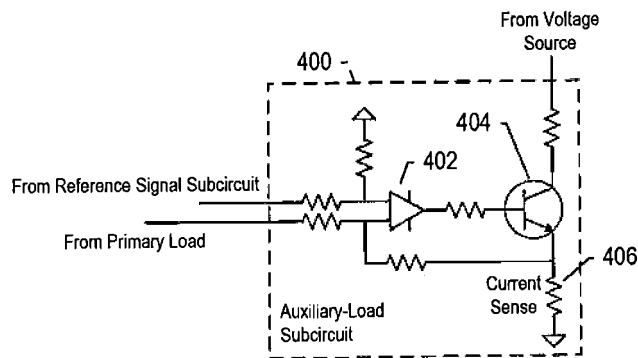 From Voltage
Source
400
404
402
From Reference Signal Subcircuit
From Primary Load
406
Current
Sense
Auxiliary-Load
Subcircuit